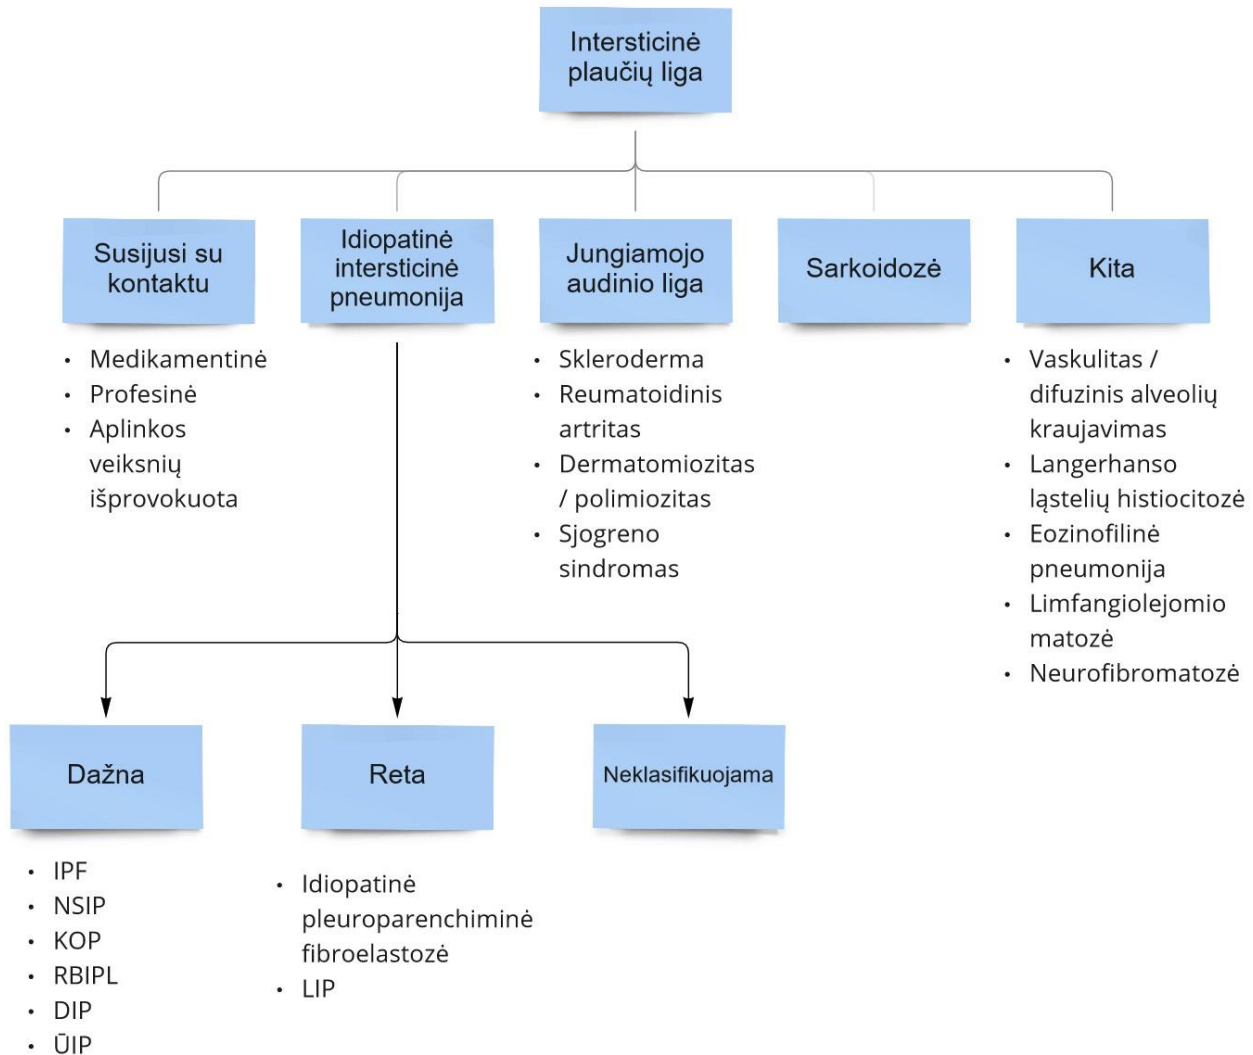 Intersticinė
plaučių liga
Susijusi su
kontaktu
Idiopatinė
intersticinė
pneumonija
Jungiamojo
audinio liga
Sarkoidozė
Kita
• Medikamentinė
• Profesinė
• Aplinkos
veiksnių
išprovokuota
• Skleroderma
• Reumatoidinis
artritas
• Dermatomiozitas
/ polimiozitas
• Sjogreno
sindromas
• Vaskulitas /
difuzinis alveolių
kraujavimas
• Langerhanso
ląstelių histiocitozė
• Eozinofilinė
pneumonija
• Limfangiolejomio
matozė
• Neurofibromatozė
Dažna
Reta
Neklasifikuojama
• IPF
• NSIP
• KOP
• RBIPL
• DIP
• ŪIP
• Idiopatinė
pleuroparenchiminė
fibroelastozė
• LIP